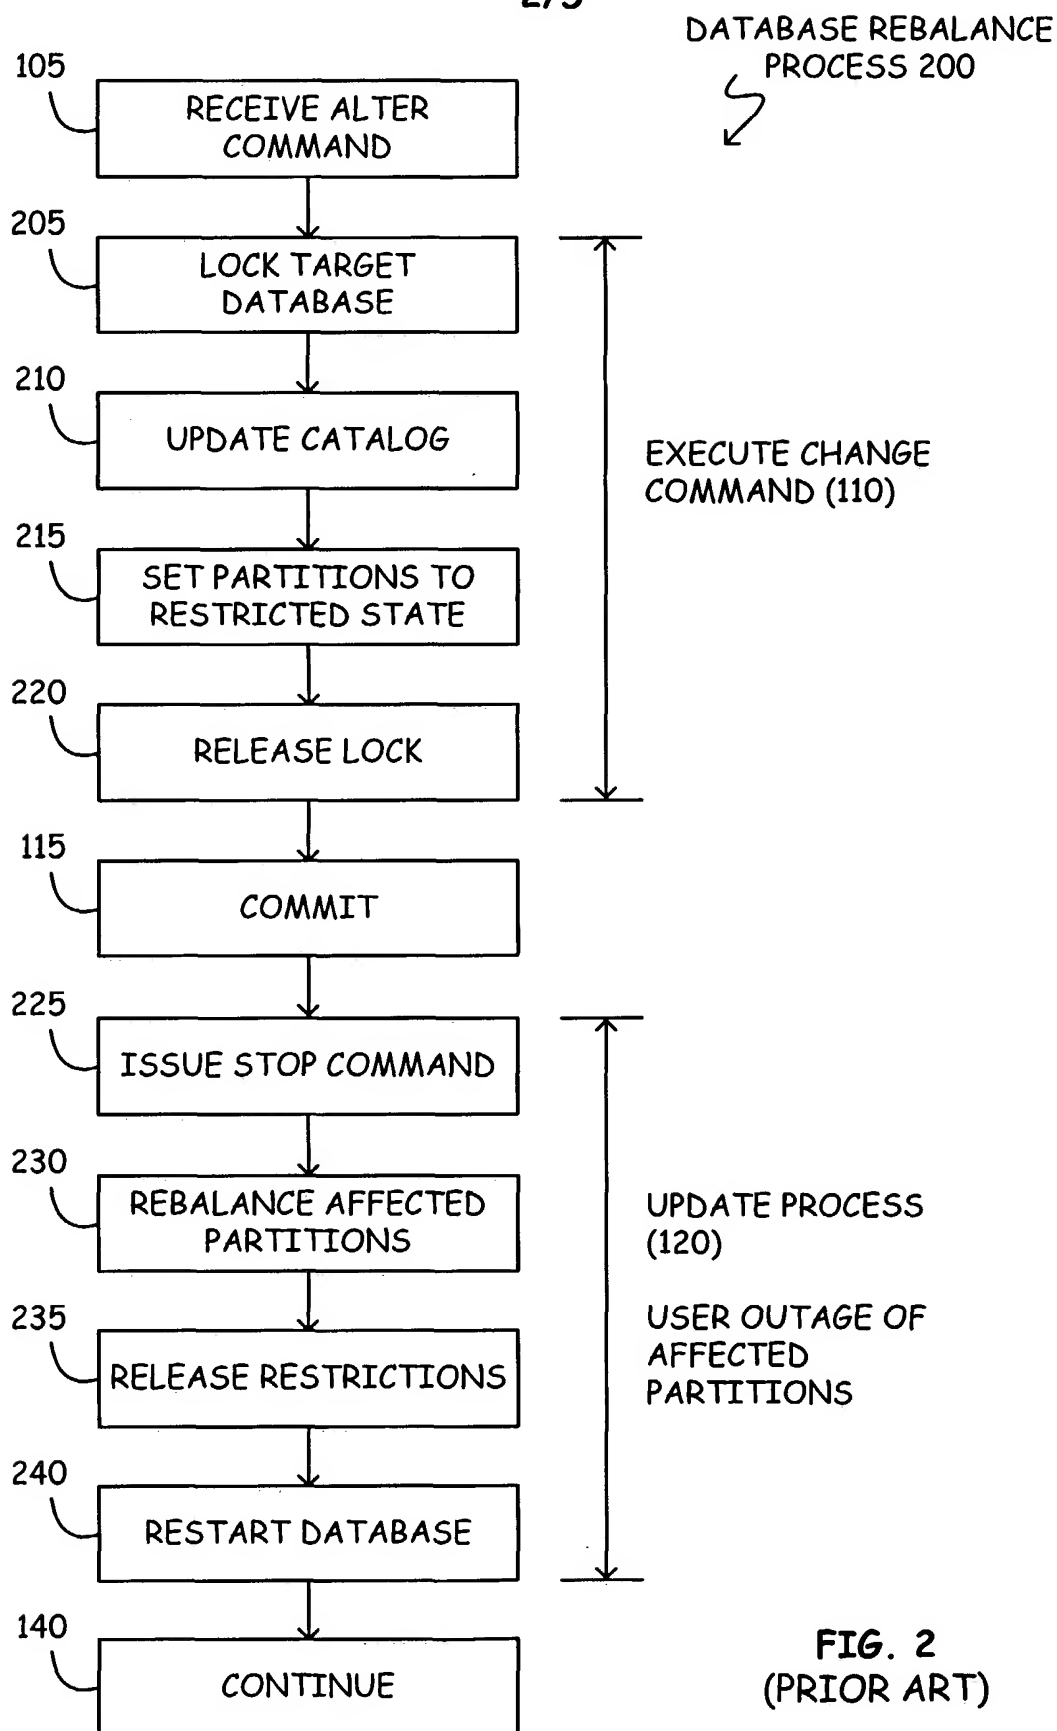 DATABASE REBALANCE
PROCESS 200
105
RECEIVE ALTER
COMMAND
205
LOCK TARGET
DATABASE
210
UPDATE CATALOG
EXECUTE CHANGE
COMMAND (110)
215
SET PARTITIONS TO
RESTRICTED STATE
220
RELEASE LOCK
115
COMMIT
225
ISSUE STOP COMMAND
230
REBALANCE AFFECTED
PARTITIONS
UPDATE PROCESS
(120)
USER OUTAGE OF
AFFECTED
PARTITIONS
235
RELEASE RESTRICTIONS
240
RESTART DATABASE
140
CONTINUE
FIG. 2
(PRIOR ART)